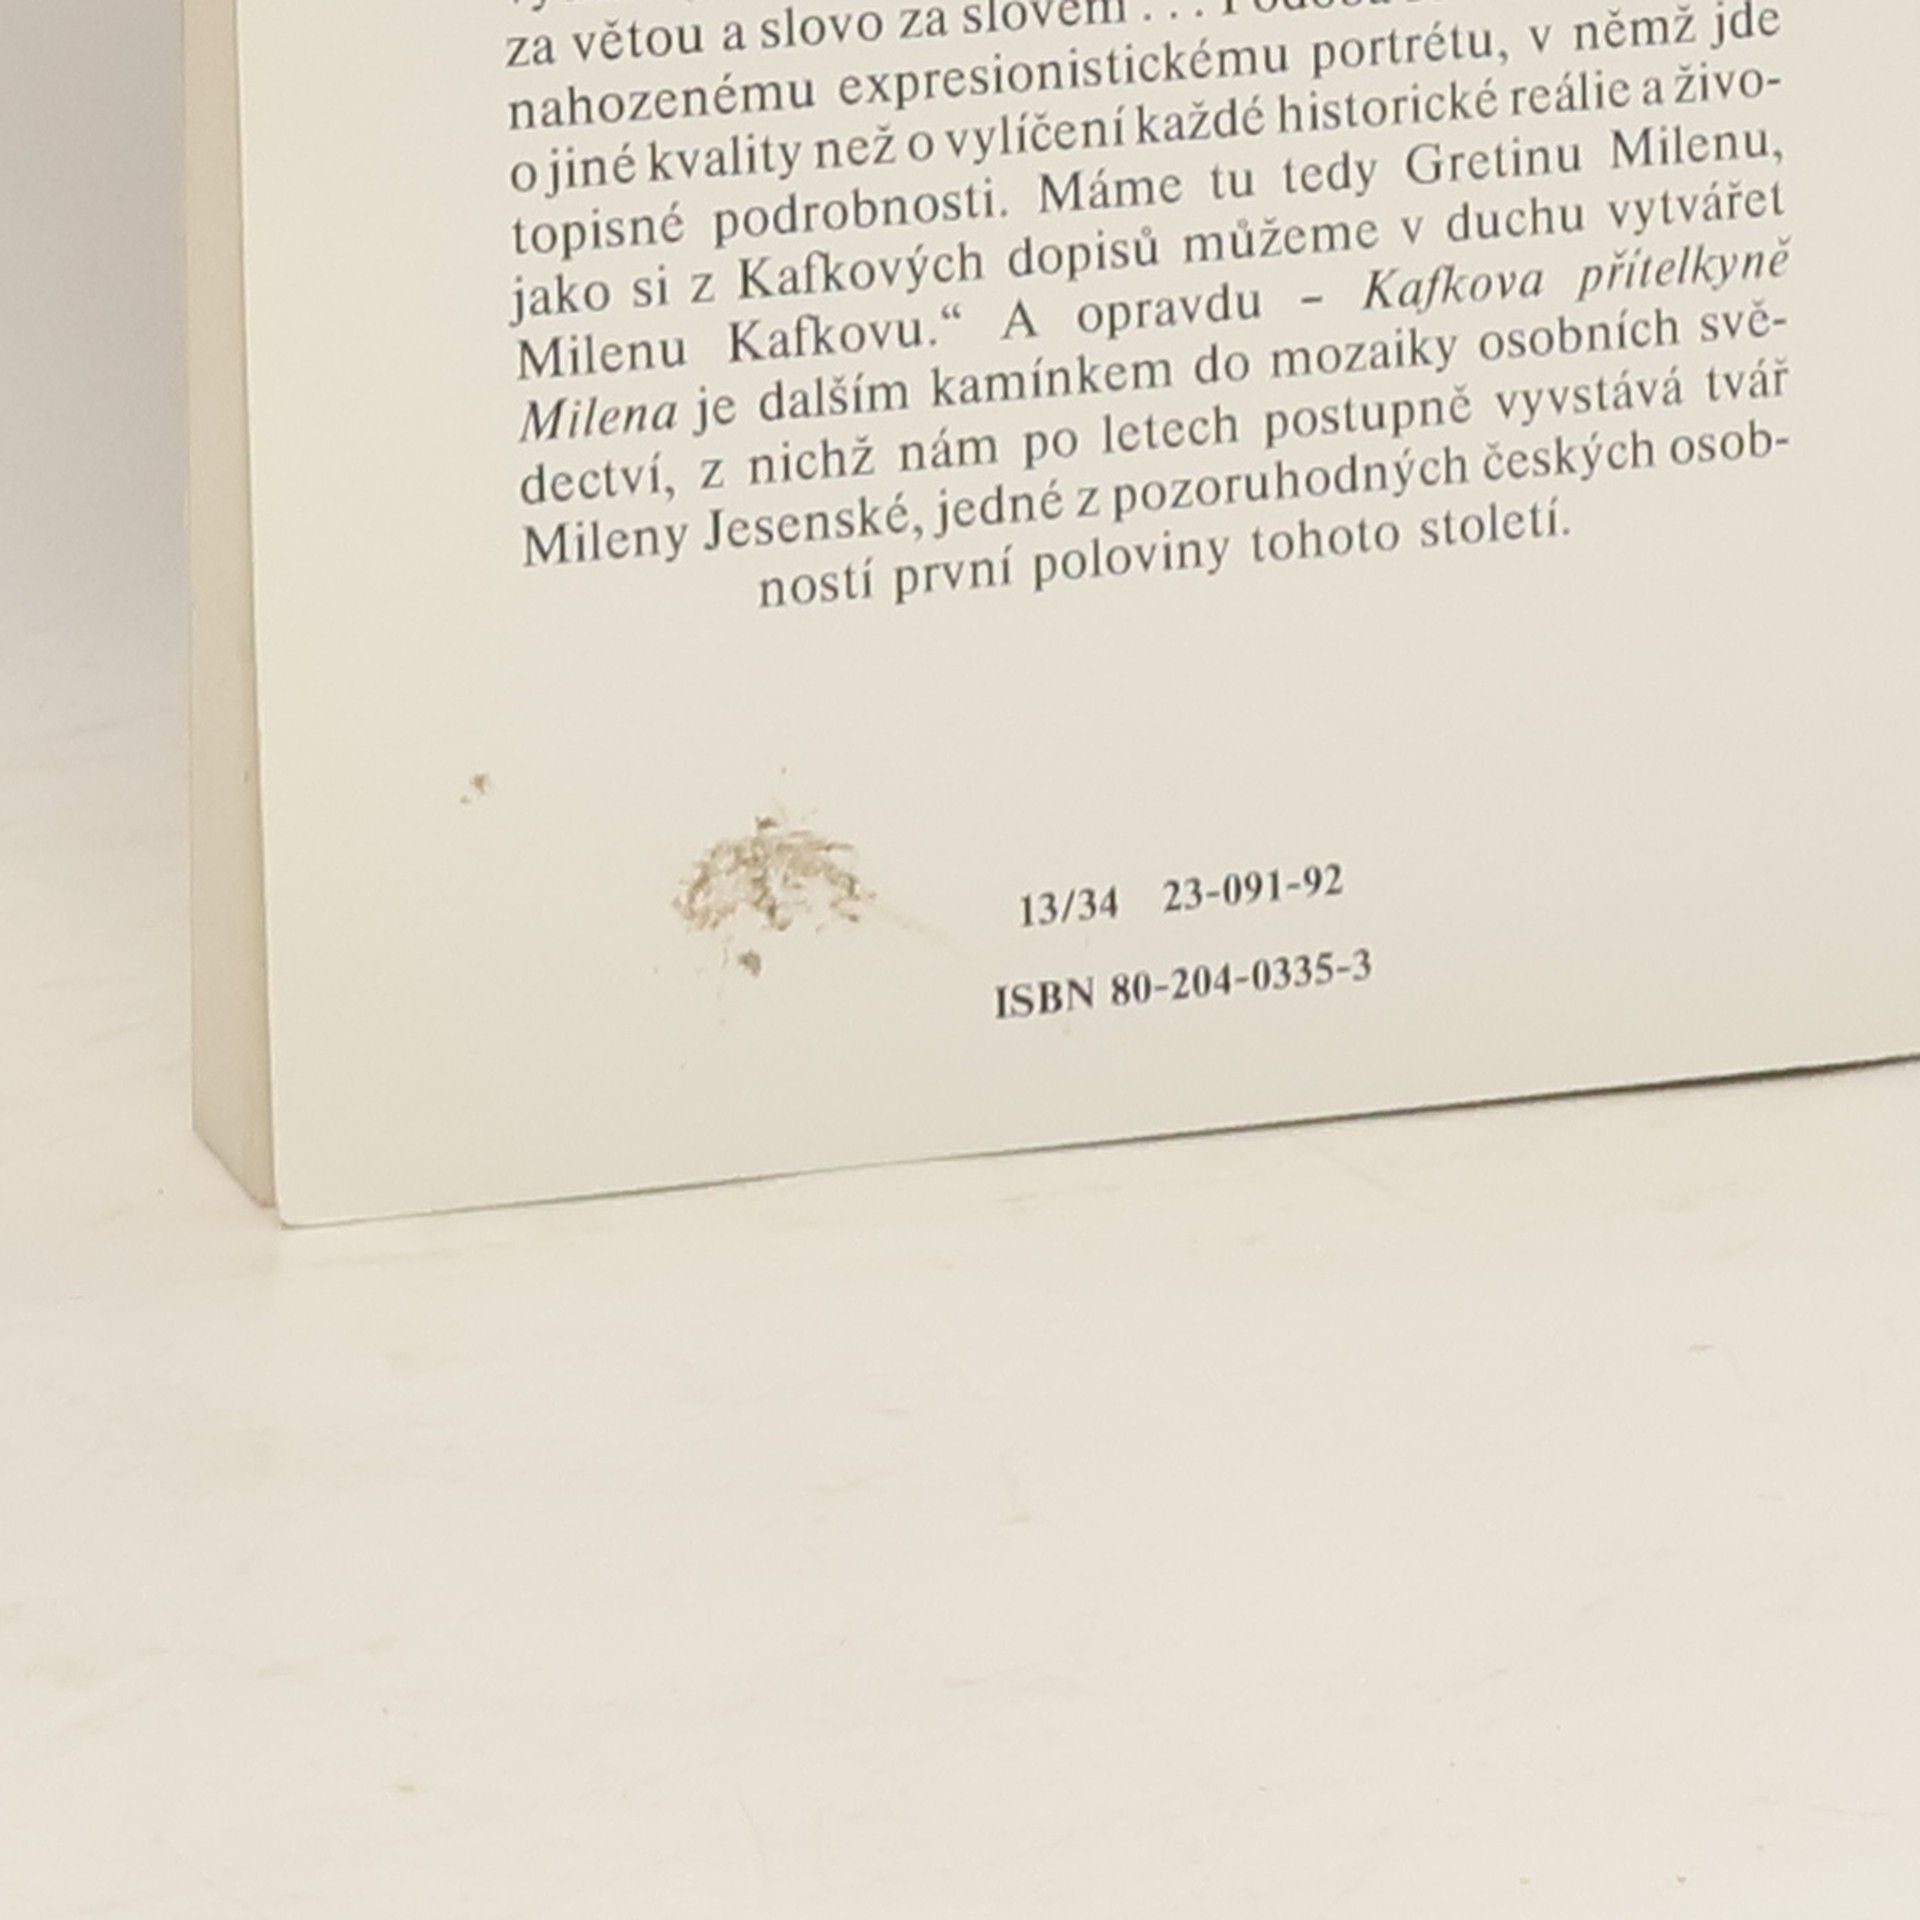 za větou a slovo za slovem . . .
nahozenému expresionistickému portrétu, v němž jde
o jiné kvality než o vylíčení každé historické reálie a živo-
topisné podrobnosti. Máme tu tedy Gretinu Milenu,
jako si z Kafkových dopisů můžeme v duchu vytvářet
Milenu Kafkovu.“ A opravdu – Kafkova přítelkyně
Milena je dalším kamínkem do mozaiky osobních svě-
dectví, z nichž nám po letech postupně vyvstává tvář
Mileny Jesenské, jedné z pozoruhodných českých osob-
ností první poloviny tohoto století.
13/34 23-091-92
ISBN 80-204-0335-3